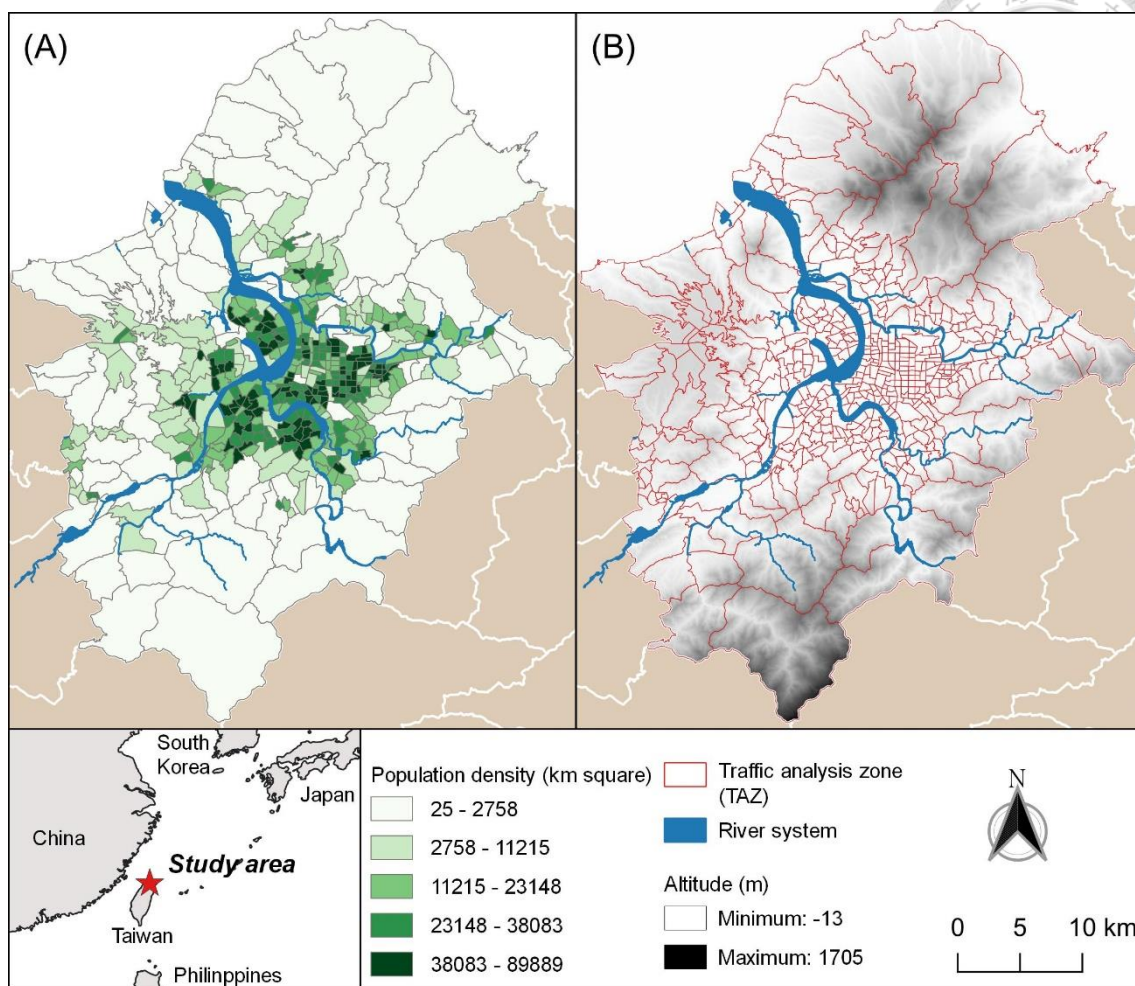 (A)
(B)
South
Korea
Japan
China
Study area
Taiwan
Philinppines
Population density (km square)
25 - 2758
2758 - 11215
11215 - 23148
23148 - 38083
38083 - 89889
Traffic analysis zone
(TAZ)
River system
Altitude (m)
Minimum: -13
Maximum: 1705
N
0 5 10 km